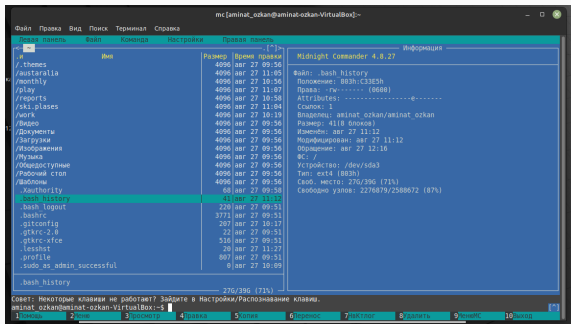 mc [aminat_ozkan@aminat-ozkan-VirtualBox]:~
Файл Правка Вид Поиск Терминал Справка
Левая панель Файл Команда Настройки Правая панель
<- ~ .[^]> Информация
.и Имя Размер Время правки Midnight Commander 4.8.27
/.themes 4096 авг 27 09:56
/austaralia 4096 авг 27 11:05 Файл: .bash_history
/monthly 4096 авг 27 10:56 Положение: 803h:C33E5h
/play 4096 авг 27 11:07 Права: -rw------- (0600)
/reports 4096 авг 27 10:58 Attributes: -------------e-------
/ski.plases 4096 авг 27 11:04 Ссылок: 1
/work 4096 авг 27 10:19 Владелец: aminat_ozkan/aminat_ozkan
/Видео 4096 авг 27 09:56 Размер: 41(8 блоков)
/Документы 4096 авг 27 09:56 Изменён: авг 27 11:12
/Загрузки 4096 авг 27 09:56 Модифицирован: авг 27 11:12
/Изображения 4096 авг 27 09:56 Обращение: авг 27 12:16
/Музыка 4096 авг 27 09:56 ФС: /
/Общедоступные 4096 авг 27 09:56 Устройство: /dev/sda3
/Рабочий стол 4096 авг 27 09:56 Тип: ext4 (803h)
/Шаблоны 4096 авг 27 09:56 Своб. место: 27G/39G (71%)
.Xauthority 60 авг 27 09:50 Свободно узлов: 2276879/2588672 (87%)
.bash_history 41 авг 27 11:12
.bash_logout 220 авг 27 09:51
.bashrc 3771 авг 27 09:51
.gitconfig 207 авг 27 10:17
.gtkrc-2.0 22 авг 27 09:51
.gtkrc-xfce 516 авг 27 09:51
.lesshst 20 авг 27 11:27
.profile 807 авг 27 09:51
.sudo_as_admin_successful 0 авг 27 10:09
.bash_history
27G/39G (71%)
Совет: Некоторые клавиши не работают? Зайдите в Настройки/Распознавание клавиш.
aminat_ozkan@aminat-ozkan-VirtualBox:~$ [^]
1Помощь 2Меню 3Просмотр 4Правка 5Копия 6Перенос 7НвКтлог 8Удалить 9МенюMC 10Выход